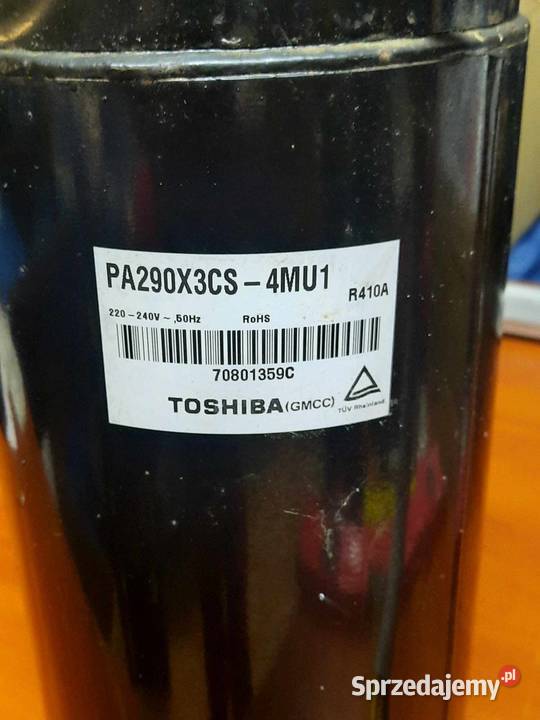 PA290X3CS-4MU1
R410A
220-240V~,50Hz RoHS
70801359C
TOSHIBA(GMCC)
TÜV Rheinland
Sprzedajemy.pl